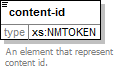 content-id
type xs:NMTOKEN
An element that represent
content id.